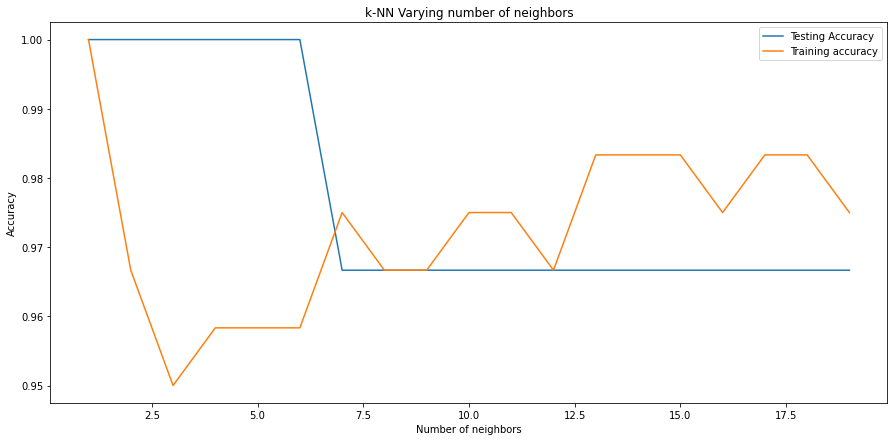 k-NN Varying number of neighbors
Testing Accuracy
Training accuracy
Accuracy
1.00
0.99
0.98
0.97
0.96
0.95
2.5 5.0 7.5 10.0 12.5 15.0 17.5
Number of neighbors